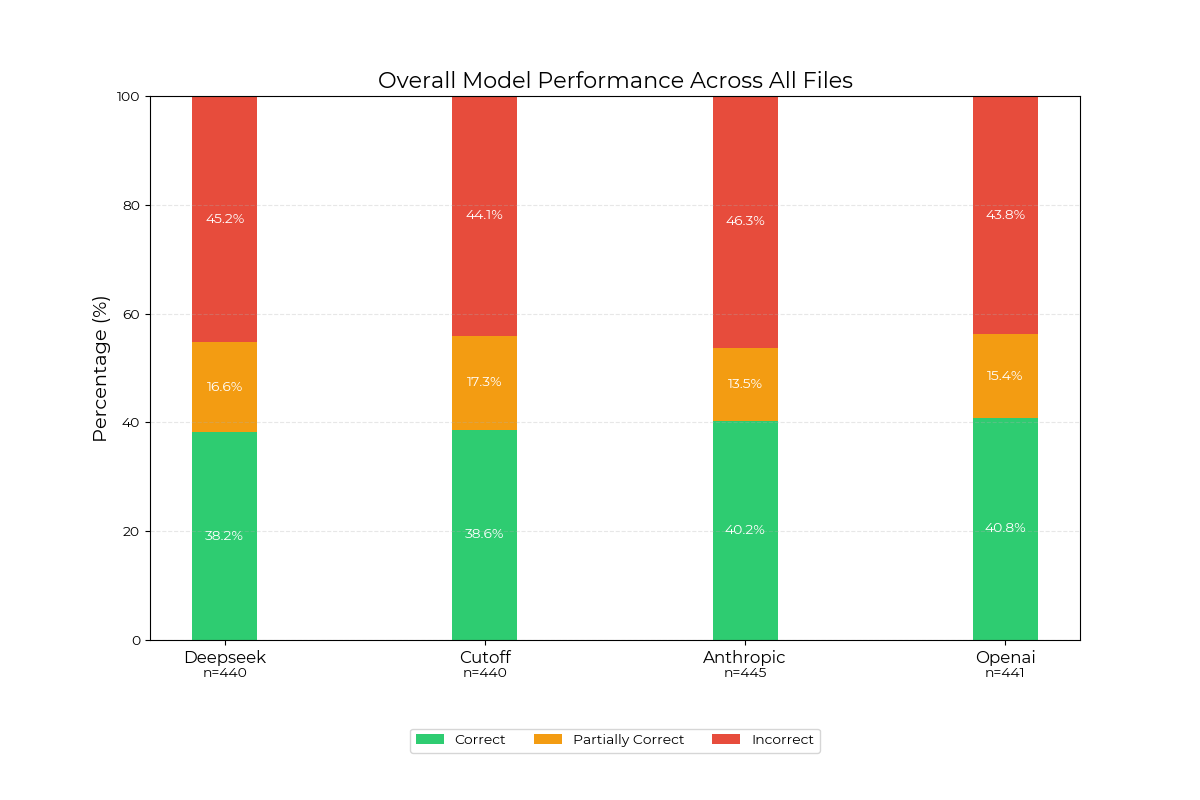 Overall Model Performance Across All Files
Percentage (%)
100
80
60
40
20
0
45.2%
16.6%
38.2%
44.1%
17.3%
38.6%
46.3%
13.5%
40.2%
43.8%
15.4%
40.8%
Deepseek
n=440
Cutoff
n=440
Anthropic
n=445
Openai
n=441
Correct
Partially Correct
Incorrect